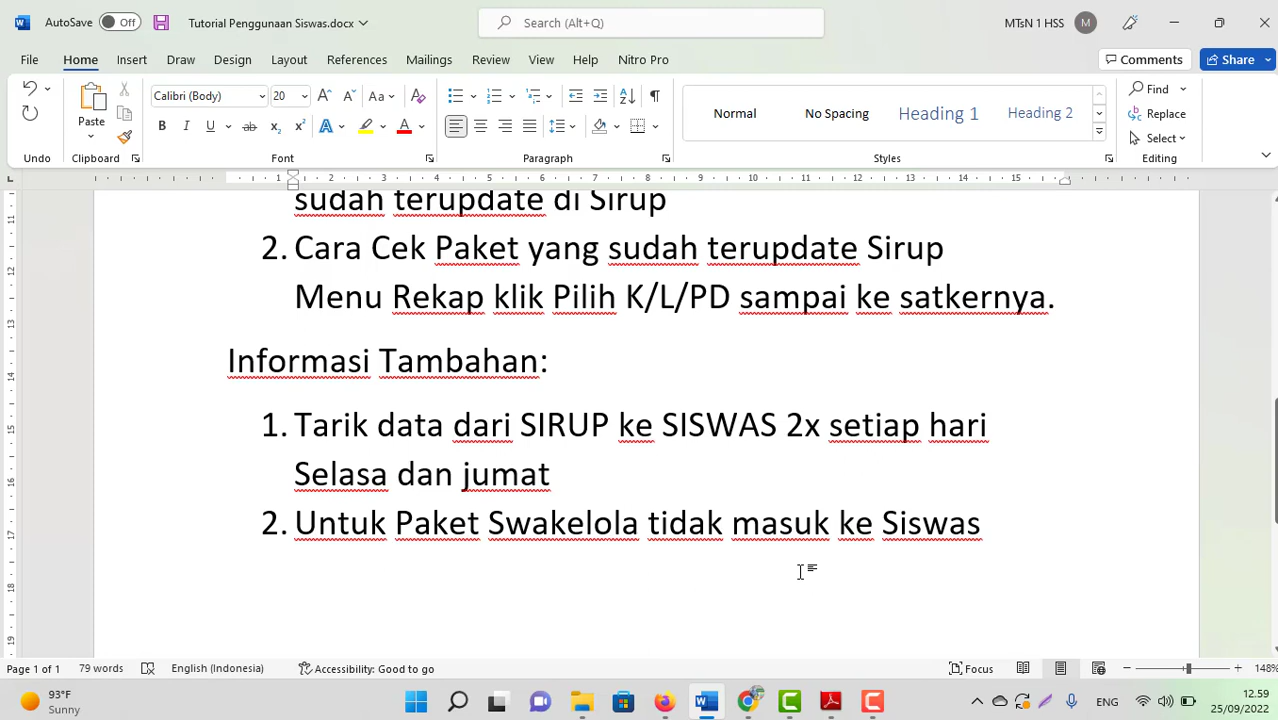 AutoSave Off Tutorial Penggunaan Siswas.docx Search (Alt+Q) MTsN 1 HSS M
File Home Insert Draw Design Layout References Mailings Review View Help Nitro Pro Comments Share
Paste Calibri (Body) 20 Normal No Spacing Heading 1 Heading 2 Find Replace Select
Undo Clipboard Font Paragraph Styles Editing
sudah terupdate di Sirup
2. Cara Cek Paket yang sudah terupdate Sirup
Menu Rekap klik Pilih K/L/PD sampai ke satkernya.
Informasi Tambahan:
1. Tarik data dari SIRUP ke SISWAS 2x setiap hari
Selasa dan jumat
2. Untuk Paket Swakelola tidak masuk ke Siswas
Page 1 of 1 79 words English (Indonesia) Accessibility: Good to go Focus 148%
93°F
Sunny
ENG
12.59
25/09/2022